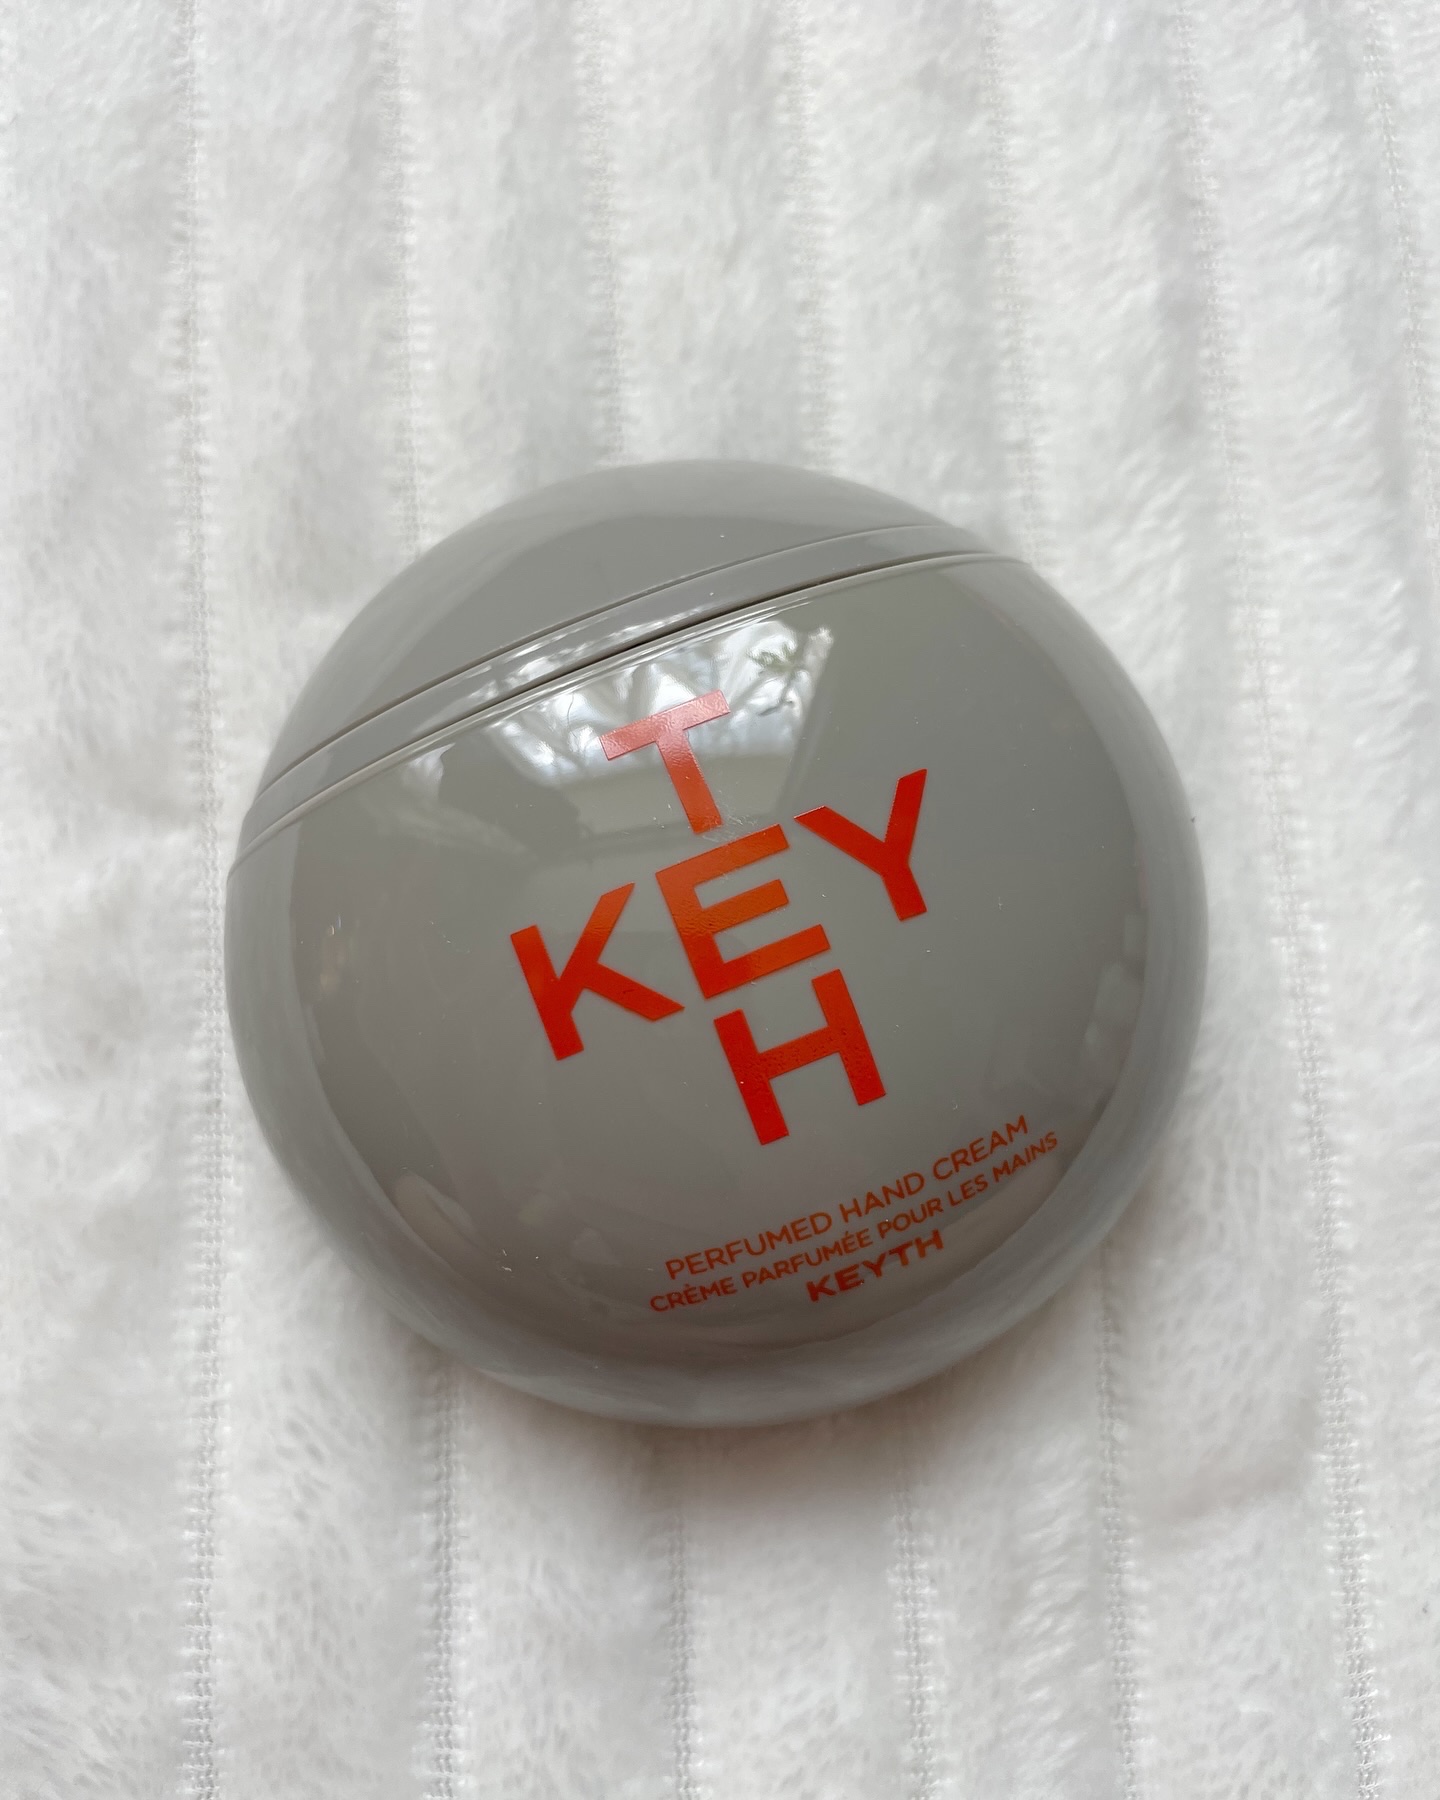 T
KEY
H
PERFUMED HAND CREAM
CRÈME PARFUMÉE POUR LES MAINS
KEYTH